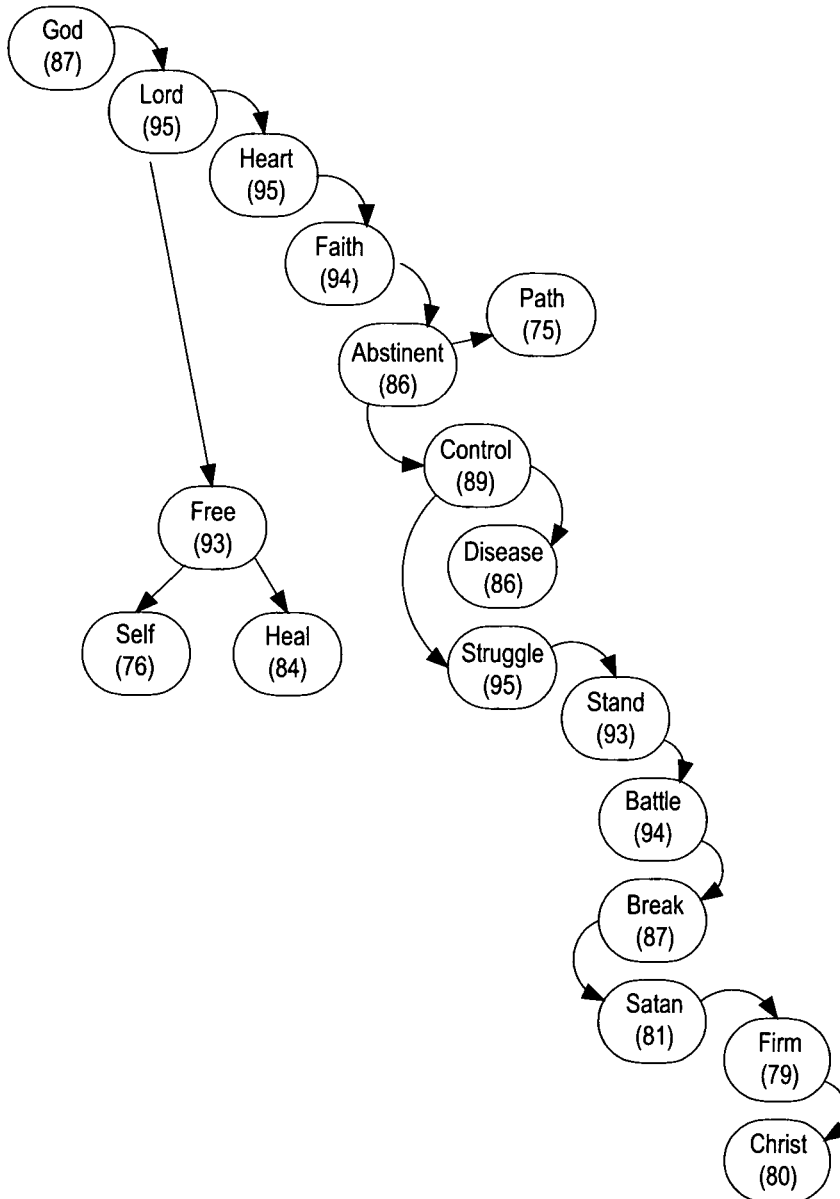 God
(87)
Lord
(95)
Heart
(95)
Faith
(94)
Path
(75)
Abstinent
(86)
Control
(89)
Free
(93)
Disease
(86)
Self
(76)
Heal
(84)
Struggle
(95)
Stand
(93)
Battle
(94)
Break
(87)
Satan
(81)
Firm
(79)
Christ
(80)